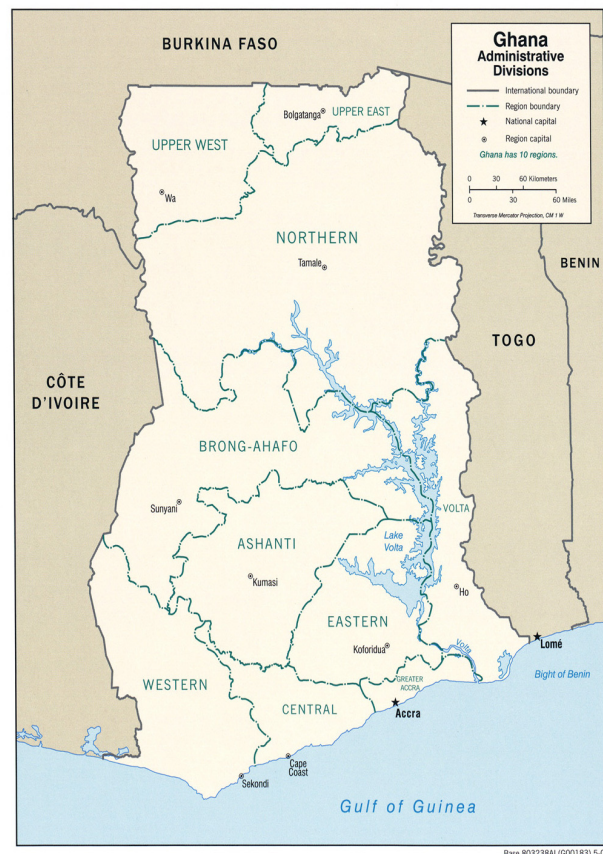 BURKINA FASO
Ghana
Administrative
Divisions
International boundary
Region boundary
National capital
Region capital
Ghana has 10 regions.
0 30 60 Kilometers
0 30 60 Miles
Transverse Mercator Projection, CM 1 W
UPPER EAST
Bolgatanga
UPPER WEST
Wa
NORTHERN
Tamale
BENIN
TOGO
CÔTE
D'IVOIRE
BRONG-AHAFO
Sunyani
VOLTA
Lake
Volta
ASHANTI
Kumasi
Ho
EASTERN
Koforidua
Volta
Lomé
Bight of Benin
WESTERN
GREATER
ACCRA
CENTRAL
Accra
Cape
Coast
Sekondi
Gulf of Guinea